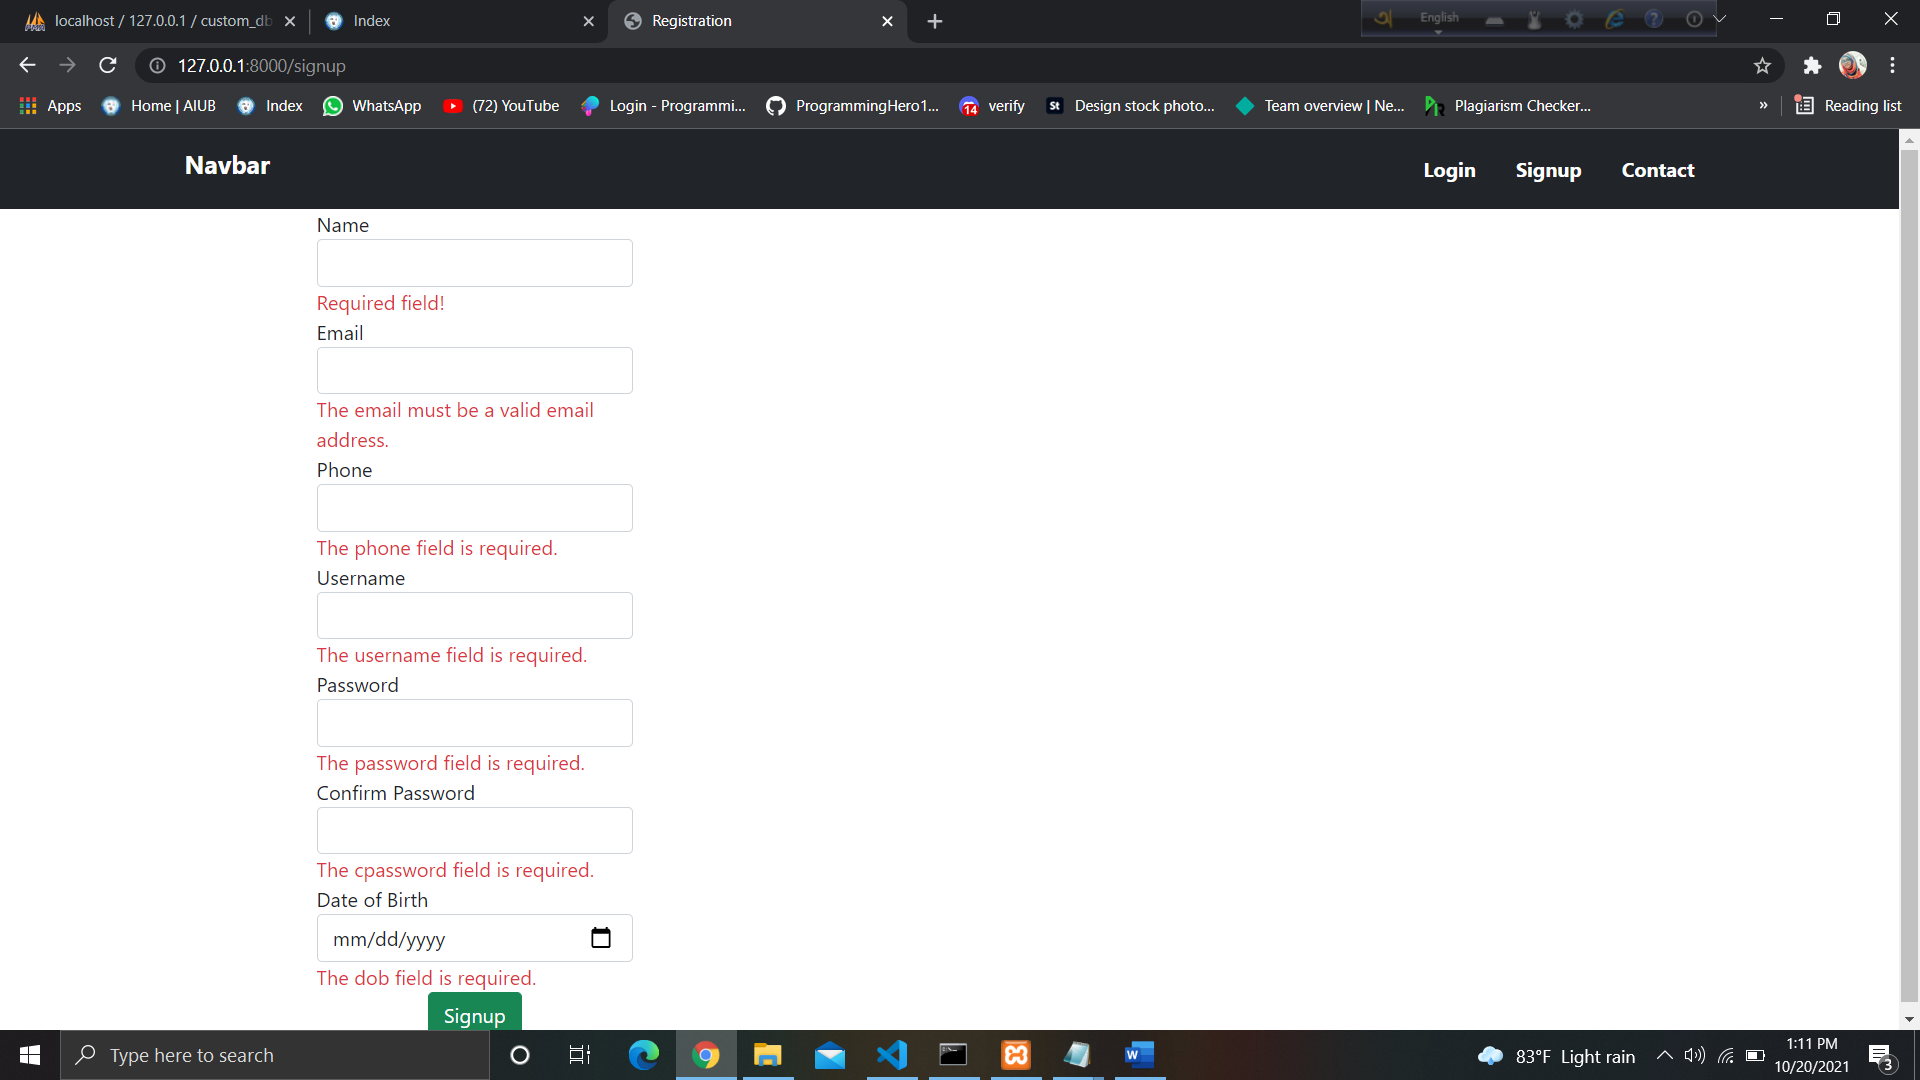 localhost / 127.0.0.1 / custom_db
Index
Registration
English
127.0.0.1:8000/signup
Apps
Home | AIUB
Index
WhatsApp
(72) YouTube
Login - Programmi...
ProgrammingHero1...
14
verify
St
Design stock photo...
Team overview | Ne...
Plagiarism Checker...
»
Reading list
Navbar
Login
Signup
Contact
Name
Required field!
Email
The email must be a valid email
address.
Phone
The phone field is required.
Username
The username field is required.
Password
The password field is required.
Confirm Password
The cpassword field is required.
Date of Birth
mm/dd/yyyy
The dob field is required.
Signup
Type here to search
83°F Light rain
1:11 PM
10/20/2021
3